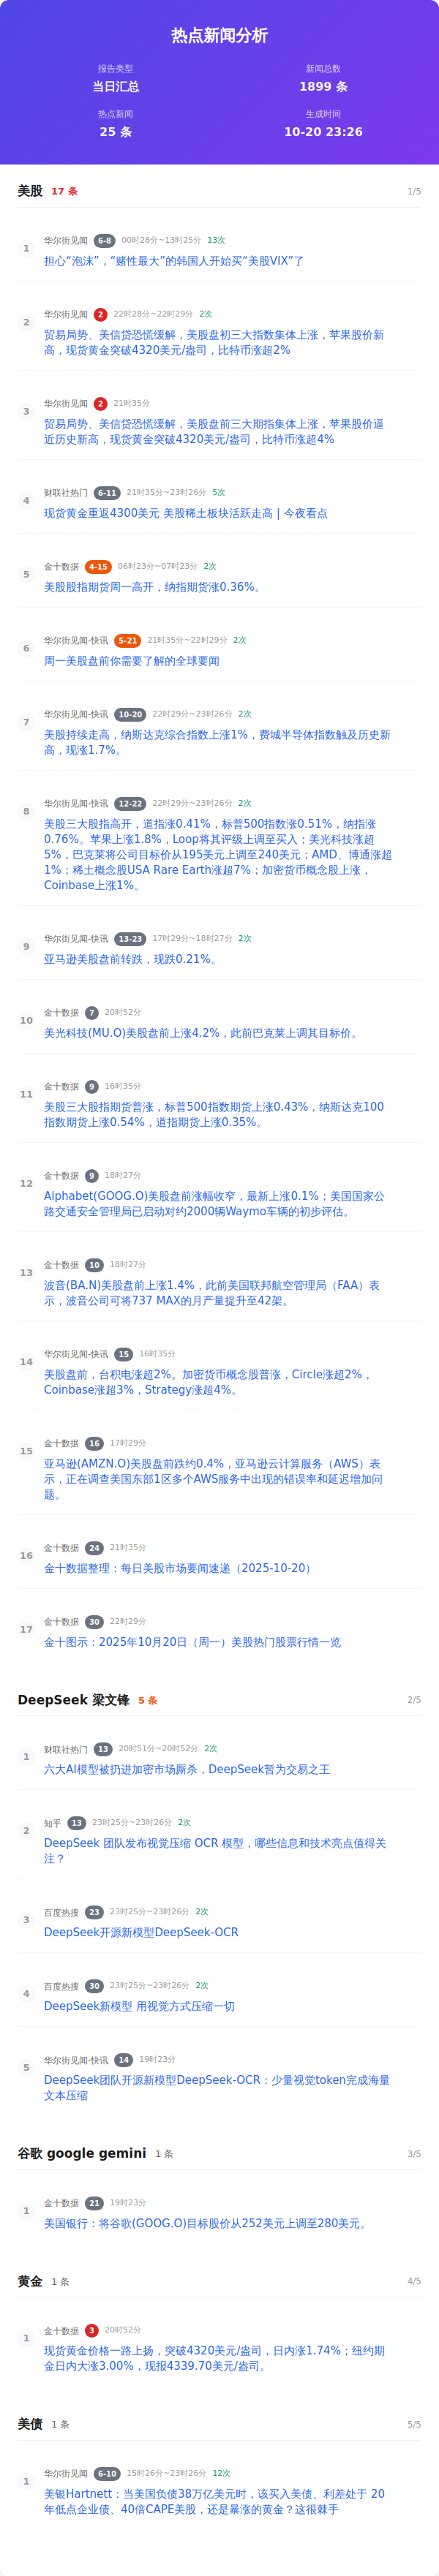 热点新闻分析
报告类型
新闻总数
当日汇总
1899 条
热点新闻
生成时间
25 条
10-20 23:26
美股 17 条 1/5
1
华尔街见闻 6-8 00时28分~13时25分 13次
担心“泡沫”，“赌性最大”的韩国人开始买“美股VIX”了
2
华尔街见闻 2 22时28分~22时29分 2次
贸易局势、美信贷恐慌缓解，美股盘初三大指数集体上涨，苹果股价新
高，现货黄金突破4320美元/盎司，比特币涨超2%
3
华尔街见闻 2 21时35分
贸易局势、美信贷恐慌缓解，美股盘前三大期指集体上涨，苹果股价逼
近历史新高，现货黄金突破4320美元/盎司，比特币涨超4%
4
财联社热门 6-11 21时35分~23时26分 5次
现货黄金重返4300美元 美股稀土板块活跃走高 | 今夜看点
5
金十数据 4-15 06时23分~07时23分 2次
美股股指期货周一高开，纳指期货涨0.36%。
6
华尔街见闻-快讯 5-21 21时35分~22时29分 2次
周一美股盘前你需要了解的全球要闻
7
华尔街见闻-快讯 10-20 22时29分~23时26分 2次
美股持续走高，纳斯达克综合指数上涨1%，费城半导体指数触及历史新
高，现涨1.7%。
8
华尔街见闻-快讯 12-22 22时29分~23时26分 2次
美股三大股指高开，道指涨0.41%，标普500指数涨0.51%，纳指涨
0.76%。苹果上涨1.8%，Loop将其评级上调至买入；美光科技涨超
5%，巴克莱将公司目标价从195美元上调至240美元；AMD、博通涨超
1%；稀土概念股USA Rare Earth涨超7%；加密货币概念股上涨，
Coinbase上涨1%。
9
华尔街见闻-快讯 13-23 17时29分~18时27分 2次
亚马逊美股盘前转跌，现跌0.21%。
10
金十数据 7 20时52分
美光科技(MU.O)美股盘前上涨4.2%，此前巴克莱上调其目标价。
11
金十数据 9 16时35分
美股三大股指期货普涨，标普500指数期货上涨0.43%，纳斯达克100
指数期货上涨0.54%，道指期货上涨0.35%。
12
金十数据 9 18时27分
Alphabet(GOOG.O)美股盘前涨幅收窄，最新上涨0.1%；美国国家公
路交通安全管理局已启动对约2000辆Waymo车辆的初步评估。
13
金十数据 10 18时27分
波音(BA.N)美股盘前上涨1.4%，此前美国联邦航空管理局（FAA）表
示，波音公司可将737 MAX的月产量提升至42架。
14
华尔街见闻-快讯 15 16时35分
美股盘前，台积电涨超2%。加密货币概念股普涨，Circle涨超2%，
Coinbase涨超3%，Strategy涨超4%。
15
金十数据 16 17时29分
亚马逊(AMZN.O)美股盘前跌约0.4%，亚马逊云计算服务（AWS）表
示，正在调查美国东部1区多个AWS服务中出现的错误率和延迟增加问
题。
16
金十数据 24 21时35分
金十数据整理：每日美股市场要闻速递（2025-10-20）
17
金十数据 30 22时29分
金十图示：2025年10月20日（周一）美股热门股票行情一览
DeepSeek 梁文锋 5 条 2/5
1
财联社热门 13 20时51分~20时52分 2次
六大AI模型被扔进加密市场厮杀，DeepSeek暂为交易之王
2
知乎 13 23时25分~23时26分 2次
DeepSeek 团队发布视觉压缩 OCR 模型，哪些信息和技术亮点值得关
注？
3
百度热搜 23 23时25分~23时26分 2次
DeepSeek开源新模型DeepSeek-OCR
4
百度热搜 30 23时25分~23时26分 2次
DeepSeek新模型 用视觉方式压缩一切
5
华尔街见闻-快讯 14 19时23分
DeepSeek团队开源新模型DeepSeek-OCR：少量视觉token完成海量
文本压缩
谷歌 google gemini 1 条 3/5
1
金十数据 21 19时23分
美国银行：将谷歌(GOOG.O)目标股价从252美元上调至280美元。
黄金 1 条 4/5
1
金十数据 3 20时52分
现货黄金价格一路上扬，突破4320美元/盎司，日内涨1.74%；纽约期
金日内大涨3.00%，现报4339.70美元/盎司。
美债 1 条 5/5
1
华尔街见闻 6-10 15时26分~23时26分 12次
美银Hartnett：当美国负债38万亿美元时，该买入美债、利差处于 20
年低点企业债、40倍CAPE美股，还是暴涨的黄金？这很棘手